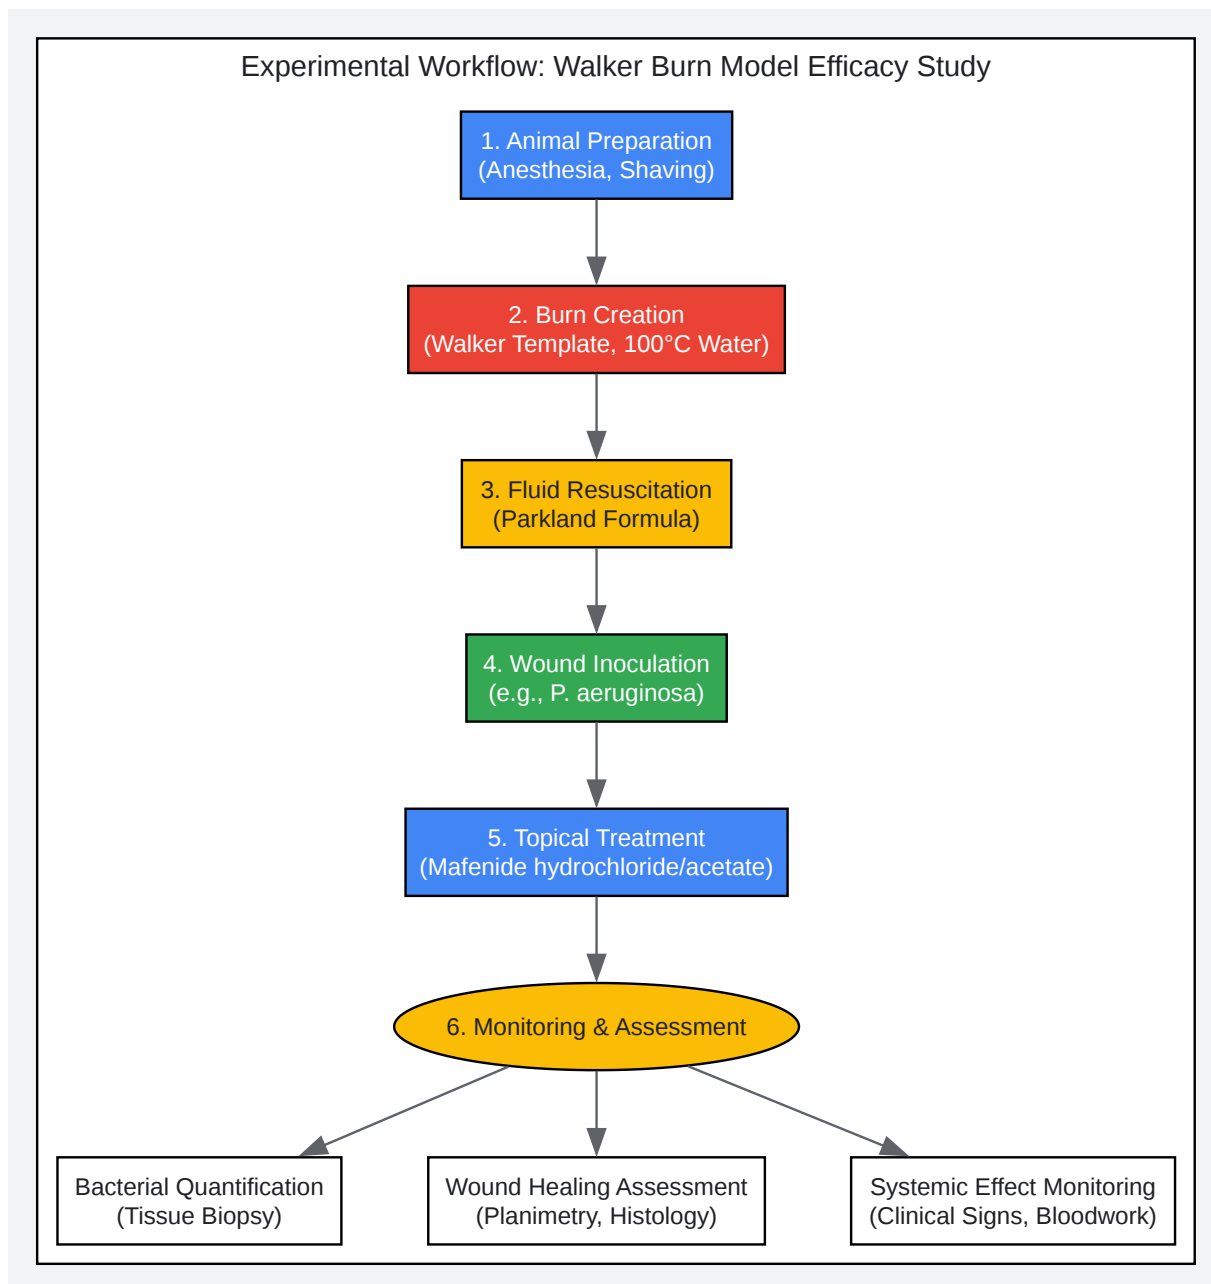 Experimental Workflow: Walker Burn Model Efficacy Study
1. Animal Preparation
(Anesthesia, Shaving)
2. Burn Creation
(Walker Template, 100°C Water)
3. Fluid Resuscitation
(Parkland Formula)
4. Wound Inoculation
(e.g., P. aeruginosa)
5. Topical Treatment
(Mafenide hydrochloride/acetate)
6. Monitoring & Assessment
Bacterial Quantification
(Tissue Biopsy)
Wound Healing Assessment
(Planimetry, Histology)
Systemic Effect Monitoring
(Clinical Signs, Bloodwork)